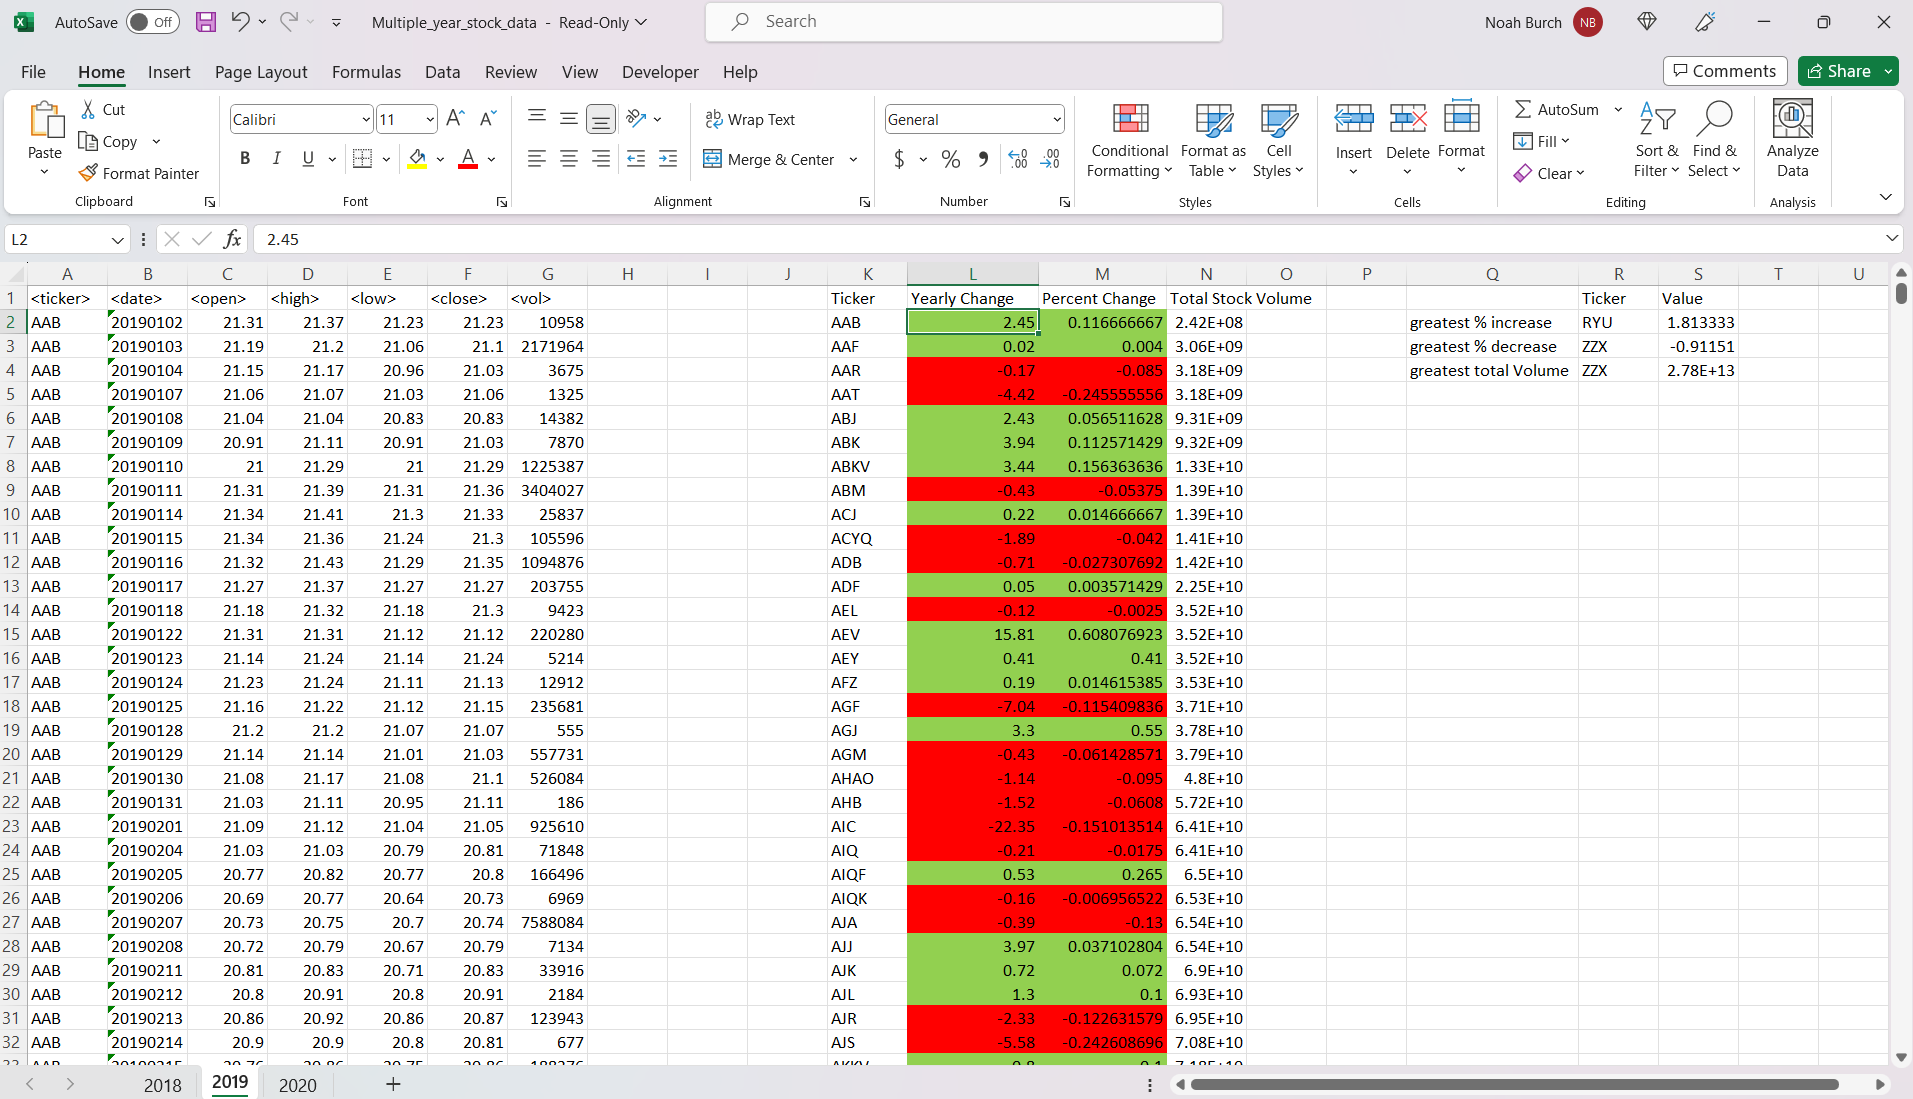 AutoSave Off Multiple_year_stock_data - Read-Only Search Noah Burch NB
File Home Insert Page Layout Formulas Data Review View Developer Help Comments Share
Cut
Copy
Format Painter
Paste
Clipboard
Calibri 11
B I U
Font
Wrap Text
Merge & Center
Alignment
General
$ % 9 .00 .00
Number
Conditional Formatting
Format as Table
Cell Styles
Styles
Insert Delete Format
Cells
AutoSum
Fill
Clear
Sort & Filter
Find & Select
Editing
Analyze Data
Analysis
L2 fx 2.45
A B C D E F G H I J K L M N O P Q R S T U
1 <ticker> <date> <open> <high> <low> <close> <vol> Ticker Yearly Change Percent Change Total Stock Volume Ticker Value
2 AAB 20190102 21.31 21.37 21.23 21.23 10958 AAB 2.45 0.116666667 2.42E+08 greatest % increase RYU 1.813333
3 AAB 20190103 21.19 21.2 21.06 21.1 2171964 AAF 0.02 0.004 3.06E+09 greatest % decrease ZZX -0.91151
4 AAB 20190104 21.15 21.17 20.96 21.03 3675 AAR -0.17 -0.085 3.18E+09 greatest total Volume ZZX 2.78E+13
5 AAB 20190107 21.06 21.07 21.03 21.06 1325 AAT -4.42 -0.245555556 3.18E+09
6 AAB 20190108 21.04 21.04 20.83 20.83 14382 ABJ 2.43 0.056511628 9.31E+09
7 AAB 20190109 20.91 21.11 20.91 21.03 7870 ABK 3.94 0.112571429 9.32E+09
8 AAB 20190110 21 21.29 21 21.29 1225387 ABKV 3.44 0.156363636 1.33E+10
9 AAB 20190111 21.31 21.39 21.31 21.36 3404027 ABM -0.43 -0.05375 1.39E+10
10 AAB 20190114 21.34 21.41 21.3 21.33 25837 ACJ 0.22 0.014666667 1.39E+10
11 AAB 20190115 21.34 21.36 21.24 21.3 105596 ACYQ -1.89 -0.042 1.41E+10
12 AAB 20190116 21.32 21.43 21.29 21.35 1094876 ADB -0.71 -0.027307692 1.42E+10
13 AAB 20190117 21.27 21.37 21.27 21.27 203755 ADF 0.05 0.003571429 2.25E+10
14 AAB 20190118 21.18 21.32 21.18 21.3 9423 AEL -0.12 -0.0025 3.52E+10
15 AAB 20190122 21.31 21.31 21.12 21.12 220280 AEV 15.81 0.608076923 3.52E+10
16 AAB 20190123 21.14 21.24 21.14 21.24 5214 AEY 0.41 0.41 3.52E+10
17 AAB 20190124 21.23 21.24 21.11 21.13 12912 AFZ 0.19 0.014615385 3.53E+10
18 AAB 20190125 21.16 21.22 21.12 21.15 235681 AGF -7.04 -0.115409836 3.71E+10
19 AAB 20190128 21.2 21.2 21.07 21.07 555 AGJ 3.3 0.55 3.78E+10
20 AAB 20190129 21.14 21.14 21.01 21.03 557731 AGM -0.43 -0.061428571 3.79E+10
21 AAB 20190130 21.08 21.17 21.08 21.1 526084 AHAO -1.14 -0.095 4.8E+10
22 AAB 20190131 21.03 21.11 20.95 21.11 186 AHB -1.52 -0.0608 5.72E+10
23 AAB 20190201 21.09 21.12 21.04 21.05 925610 AIC -22.35 -0.151013514 6.41E+10
24 AAB 20190204 21.03 21.03 20.79 20.81 71848 AIQ -0.21 -0.0175 6.41E+10
25 AAB 20190205 20.77 20.82 20.77 20.8 166496 AIQF 0.53 0.265 6.5E+10
26 AAB 20190206 20.69 20.77 20.64 20.73 6969 AIQK -0.16 -0.006956522 6.53E+10
27 AAB 20190207 20.73 20.75 20.7 20.74 7588084 AJA -0.39 -0.13 6.54E+10
28 AAB 20190208 20.72 20.79 20.67 20.79 7134 AJJ 3.97 0.037102804 6.54E+10
29 AAB 20190211 20.81 20.83 20.71 20.83 33916 AJK 0.72 0.072 6.9E+10
30 AAB 20190212 20.8 20.91 20.8 20.91 2184 AJL 1.3 0.1 6.93E+10
31 AAB 20190213 20.86 20.92 20.86 20.87 123943 AJR -2.33 -0.122631579 6.95E+10
32 AAB 20190214 20.9 20.9 20.8 20.81 677 AJS -5.58 -0.242608696 7.08E+10
2018 2019 2020